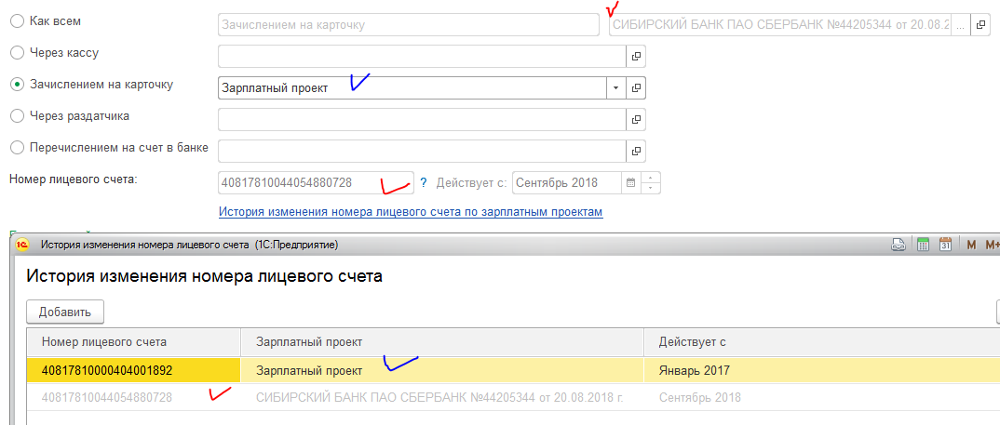 Как всем Зачислением на карточку СИБИРСКИЙ БАНК ПАО СБЕРБАНК №44205344 от 20.08.2 ...
Через кассу
Зачислением на карточку Зарплатный проект
Через раздатчика
Перечислением на счет в банке
Номер лицевого счета: 40817810044054880728 ? Действует с: Сентябрь 2018
История изменения номера лицевого счета по зарплатным проектам
История изменения номера лицевого счета (1С:Предприятие) 31 M M+
История изменения номера лицевого счета
Добавить
Номер лицевого счета Зарплатный проект Действует с
40817810000404001892 Зарплатный проект Январь 2017
40817810044054880728 СИБИРСКИЙ БАНК ПАО СБЕРБАНК №44205344 от 20.08.2018 г. Сентябрь 2018